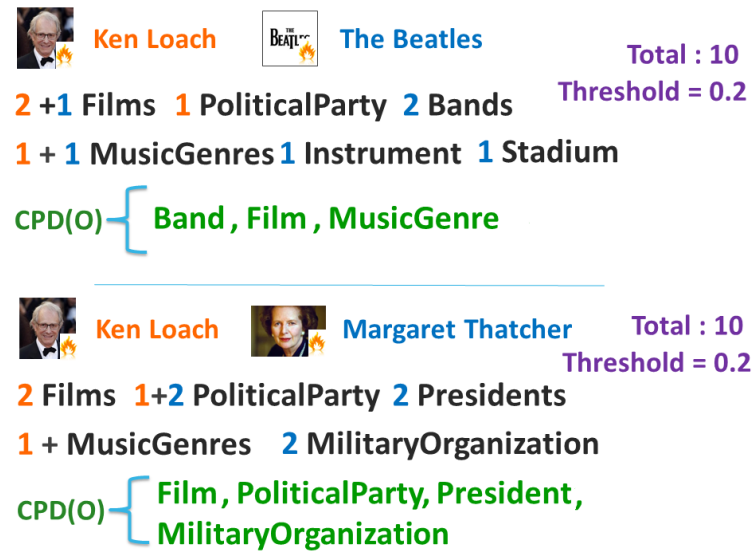 Ken Loach THE BEATLES The Beatles Total : 10
Threshold = 0.2
2 +1 Films 1 PoliticalParty 2 Bands
1 + 1 MusicGenres 1 Instrument 1 Stadium
CPD(O) Band , Film , MusicGenre
Ken Loach Margaret Thatcher Total : 10
Threshold = 0.2
2 Films 1+2 PoliticalParty 2 Presidents
1 + MusicGenres 2 MilitaryOrganization
CPD(O) Film , PoliticalParty, President ,
MilitaryOrganization